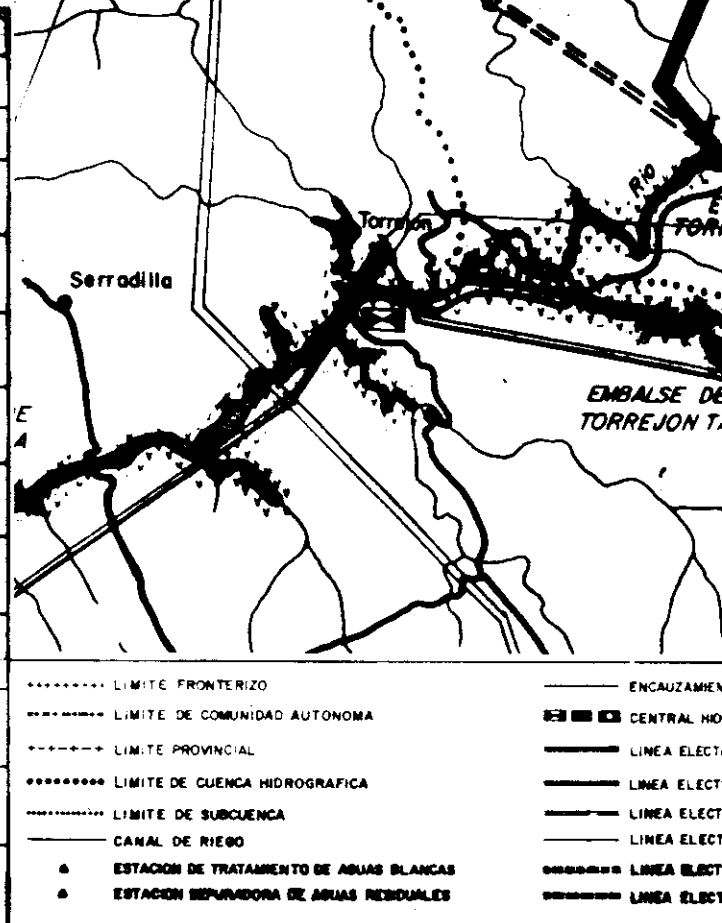 Río
Torrejón
E
TORR
Serradilla
EMBALSE DE
TORREJON TA
E
A
LIMITE FRONTERIZO
LIMITE DE COMUNIDAD AUTONOMA
LIMITE PROVINCIAL
LIMITE DE CUENCA HIDROGRAFICA
LIMITE DE SUBCUENCA
CANAL DE RIEGO
ESTACION DE TRATAMIENTO DE AGUAS BLANCAS
ESTACION DEPURADORA DE AGUAS RESIDUALES
ENCAUZAMIEN
CENTRAL HID
LINEA ELECT
LINEA ELECT
LINEA ELECT
LINEA ELECT
LINEA ELECT
LINEA ELECT